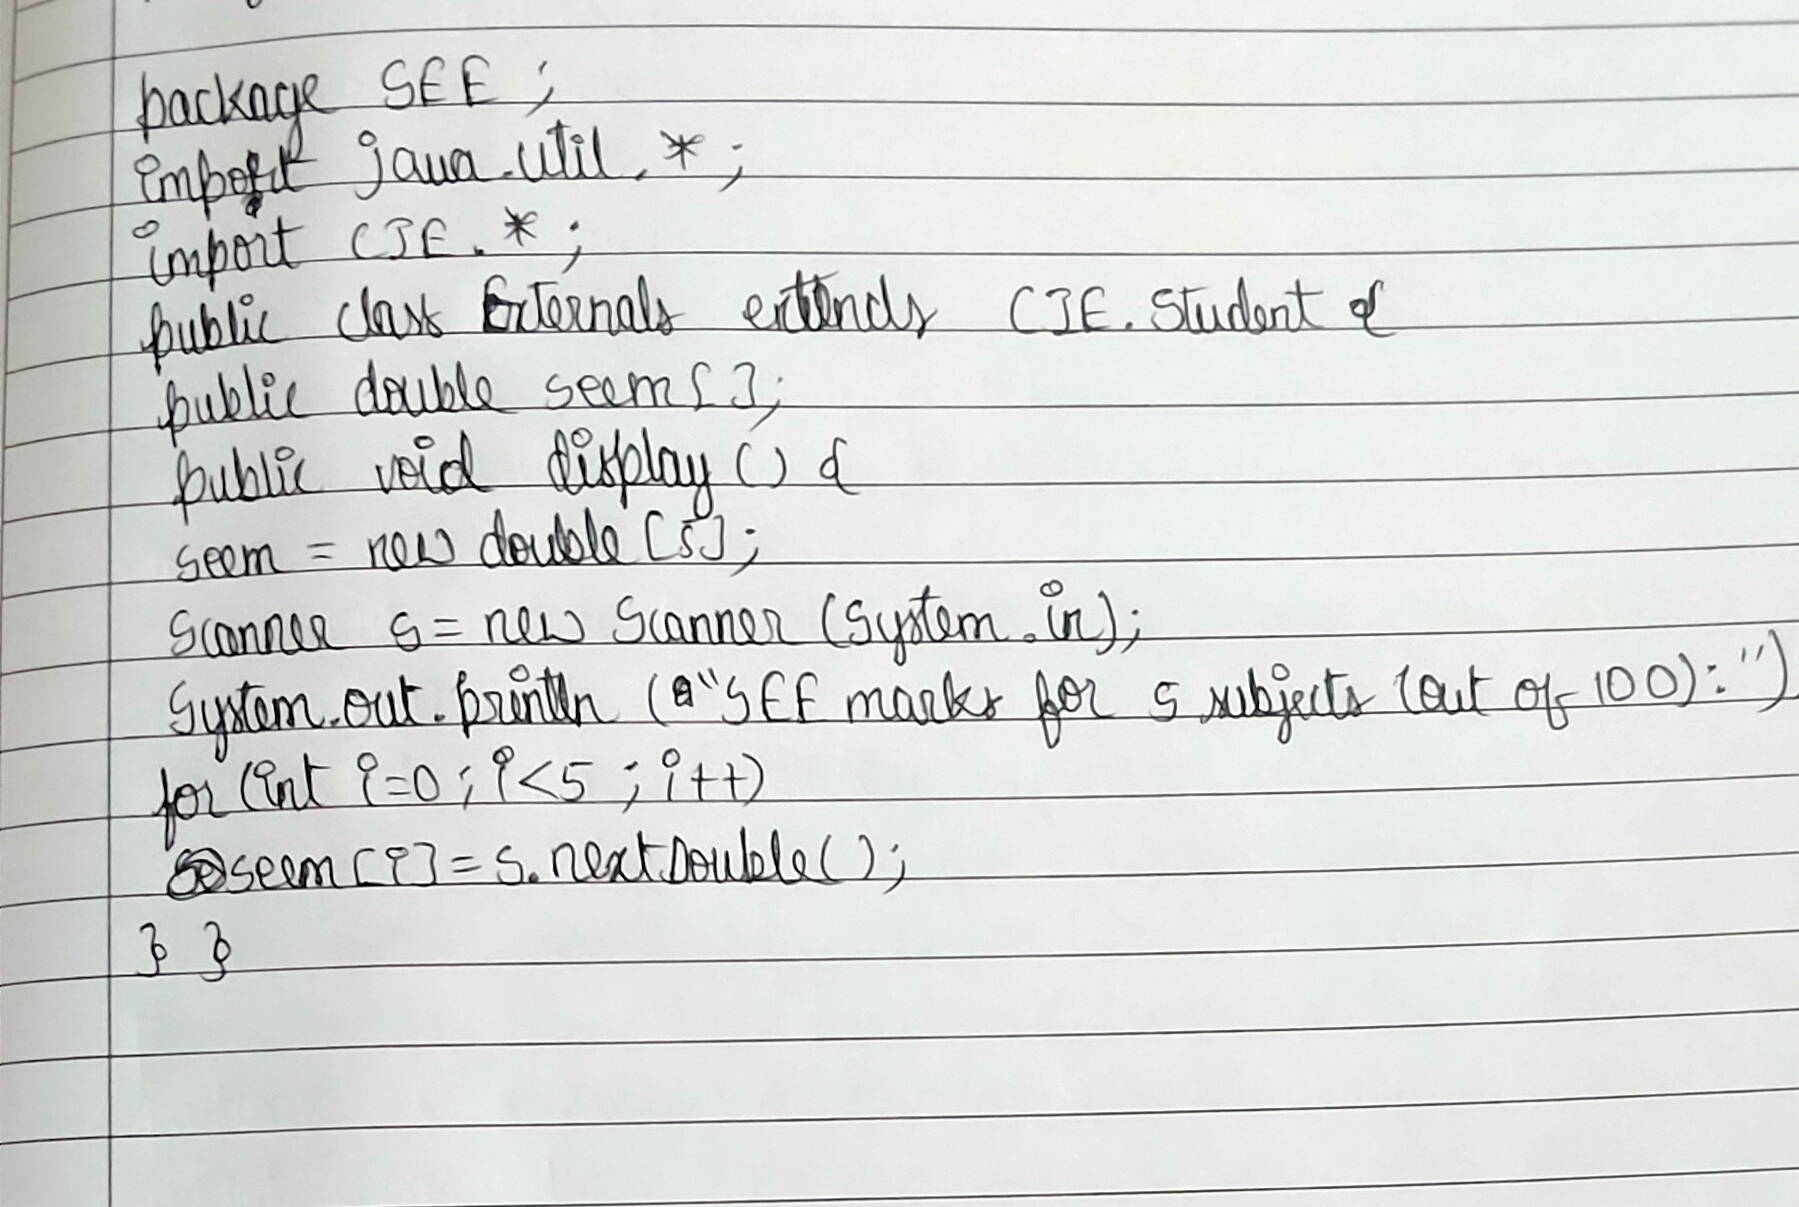 package SEE ;
import java.util.*;
import CIE.*;
public class Externals extends CIE.Student {
public double seem[];
public void display() {
seem = new double[5];
Scanner s = new Scanner(System.in);
System.out.println("SEE marks for 5 subjects (out of 100):")
for (int i=0; i<5; i++)
seem[i] = s.nextDouble();
} }